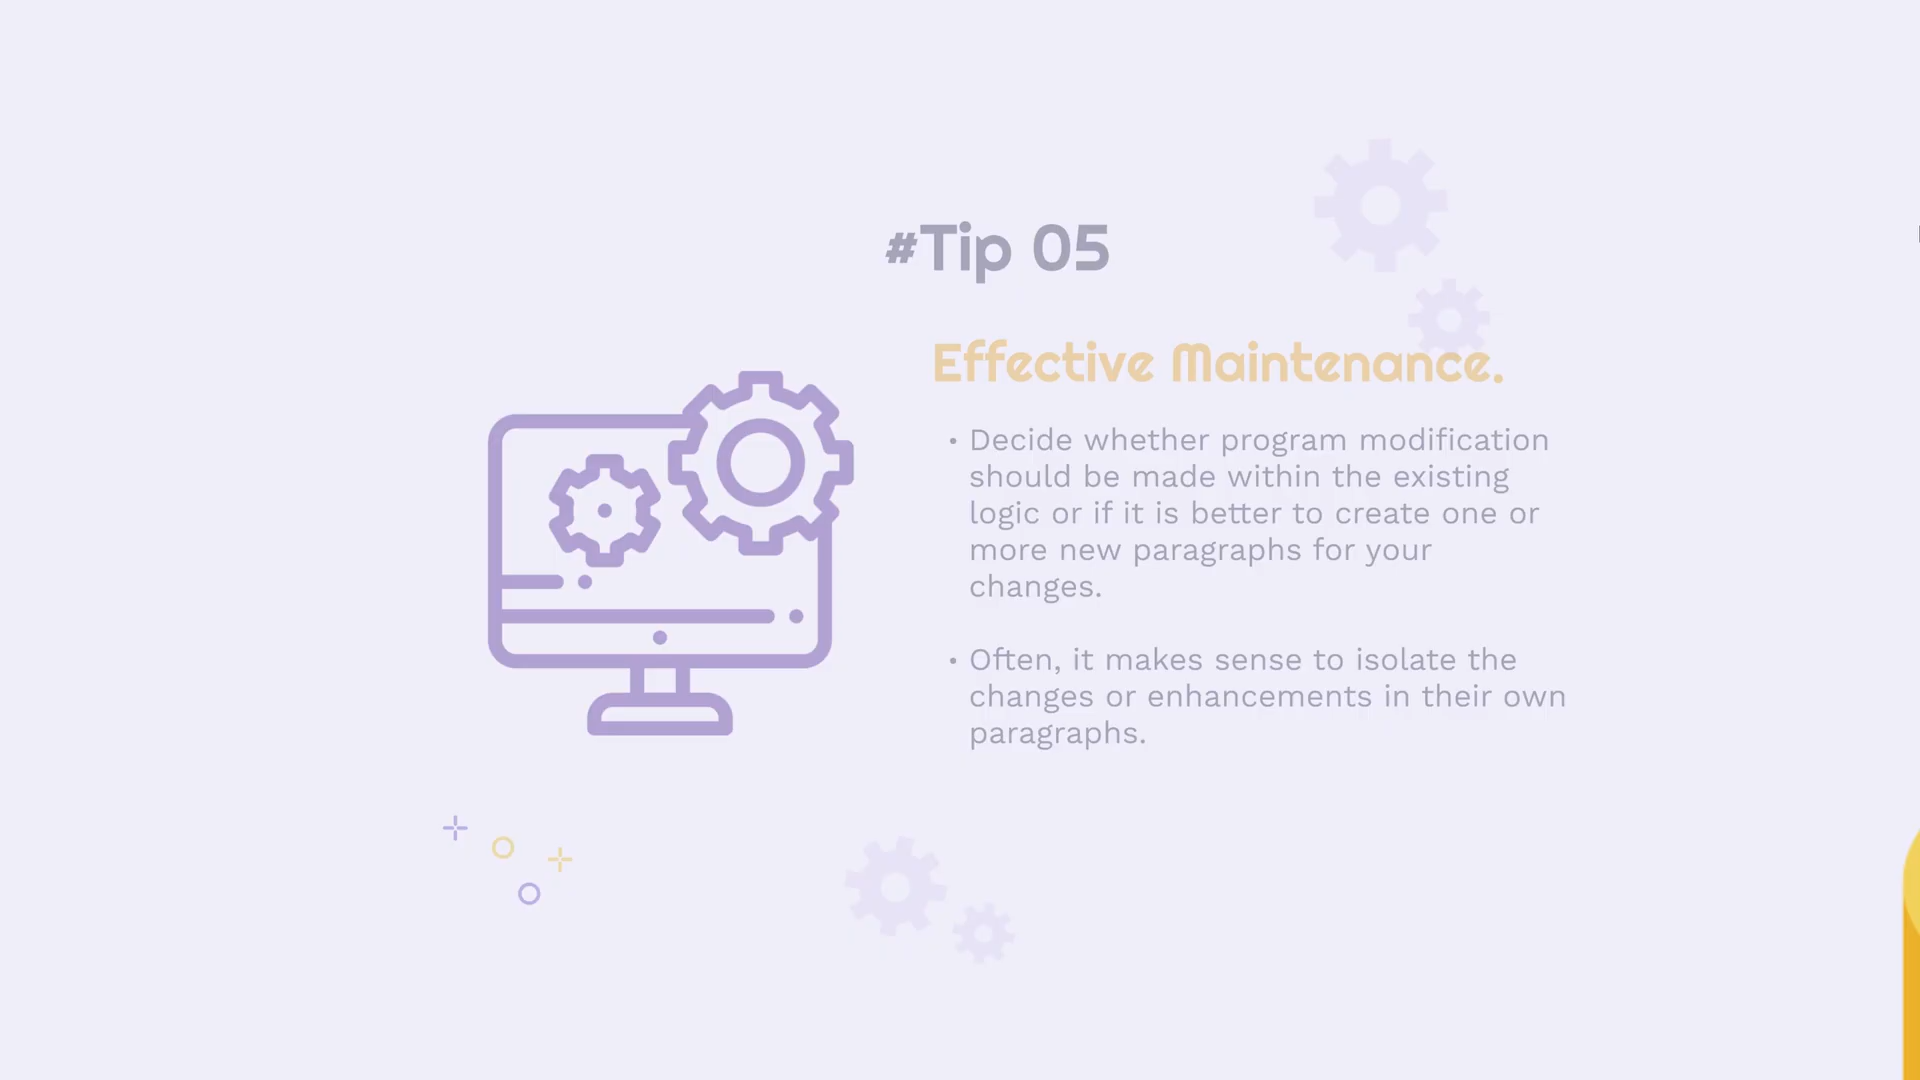 #Tip 05
Effective Maintenance.
• Decide whether program modification
should be made within the existing
logic or if it is better to create one or
more new paragraphs for your
changes.
• Often, it makes sense to isolate the
changes or enhancements in their own
paragraphs.